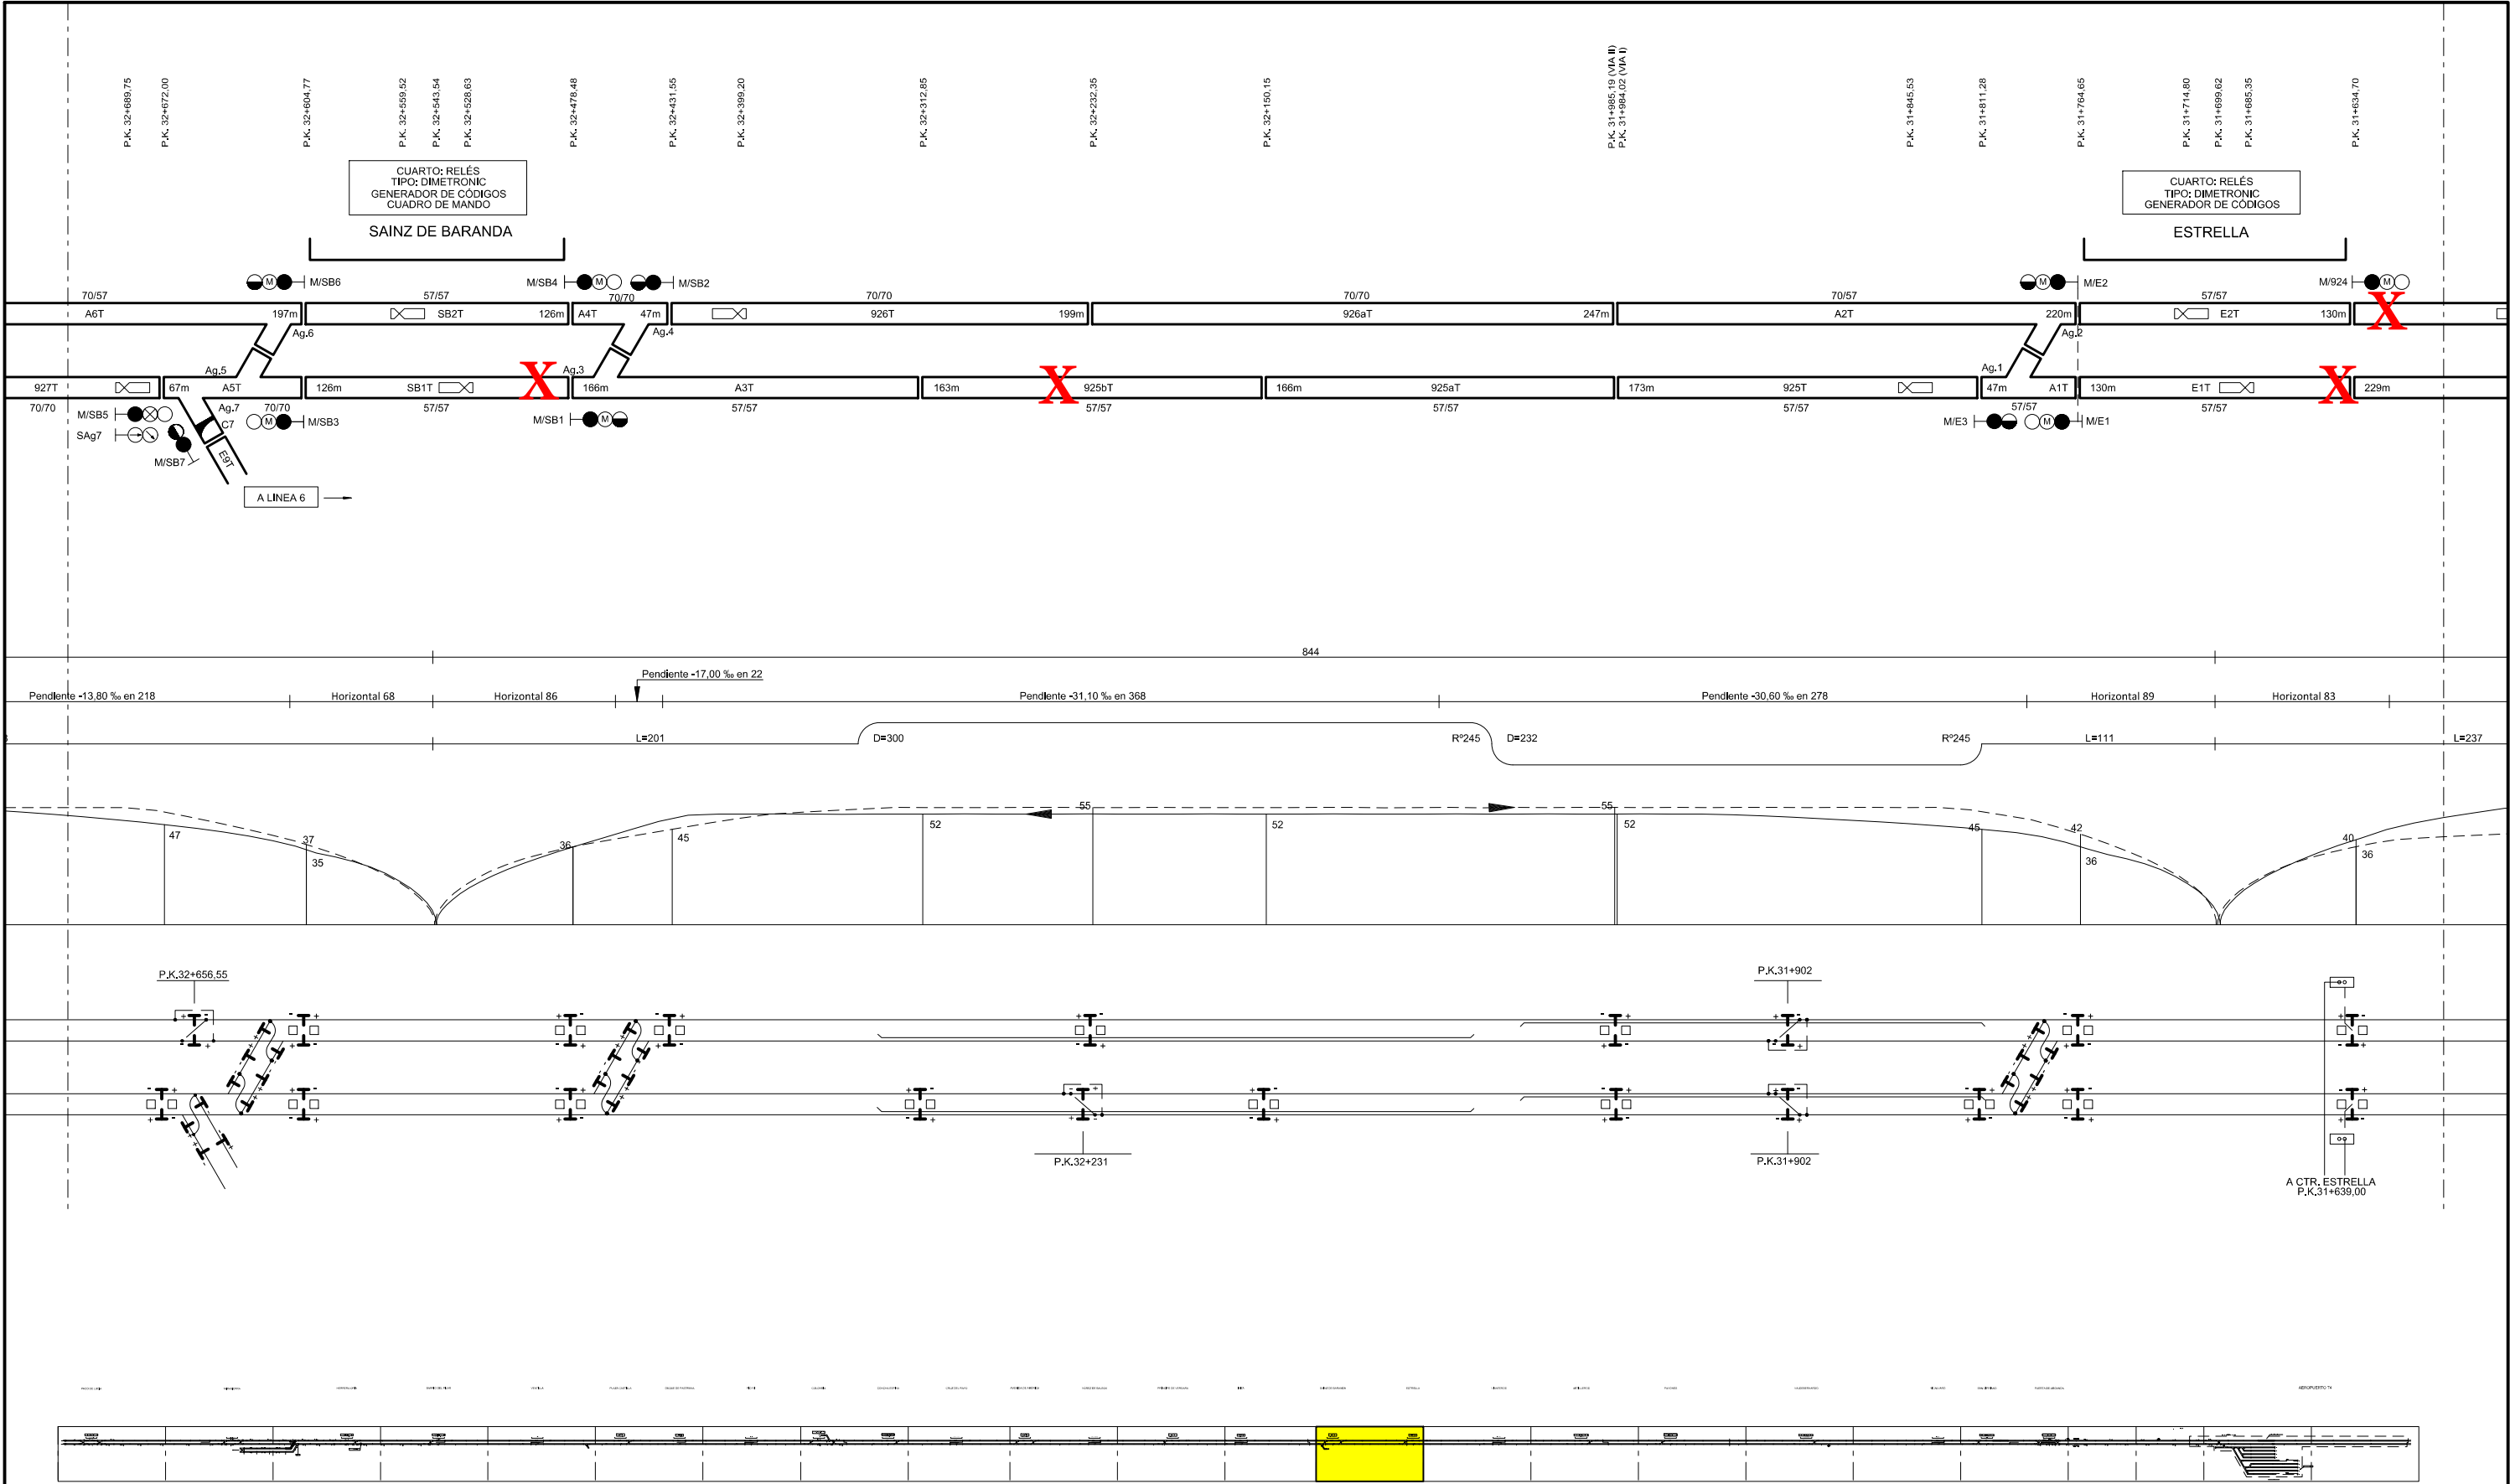 P.K. 32+689,75
P.K. 32+672,00
P.K. 32+604,77
P.K. 32+559,52
P.K. 32+543,54
P.K. 32+528,63
P.K. 32+478,48
P.K. 32+431,55
P.K. 32+399,20
P.K. 32+312,85
P.K. 32+232,35
P.K. 32+150,15
P.K. 31+985,19 (VIA II)
P.K. 31+984,02 (VIA I)
P.K. 31+845,53
P.K. 31+811,28
P.K. 31+764,65
P.K. 31+714,80
P.K. 31+699,62
P.K. 31+685,35
P.K. 31+634,70
CUARTO: RELÉS
TIPO: DIMETRONIC
GENERADOR DE CÓDIGOS
CUADRO DE MANDO
SAÍNZ DE BARANDA
CUARTO: RELÉS
TIPO: DIMETRONIC
GENERADOR DE CÓDIGOS
ESTRELLA
M M/SB6 M/SB4 M M/SB2 M M/E2 M/924 M
70/57 57/57 70/70 70/70 70/70 70/57 57/57
A6T 197m SB2T 126m A4T 47m 926T 199m 926aT 247m A2T 220m E2T 130m X
Ag.6 Ag.4 Ag.2
Ag.5 X Ag.3 X Ag.1 X
927T 67m A5T 126m SB1T 166m A3T 163m 925bT 166m 925aT 173m 925T 47m A1T 130m E1T 229m
70/70 Ag.7 70/70 57/57 57/57 57/57 57/57 57/57 57/57 57/57
M/SB5 C7 M M/SB3 M/SB1 M M/E3 M M/E1
SAg7
M/SB7 E9T
A LINEA 6
844
Pendiente -17,00 ‰ en 22
Pendiente -13,80 ‰ en 218 Horizontal 68 Horizontal 86 Pendiente -31,10 ‰ en 368 Pendiente -30,60 ‰ en 278 Horizontal 89 Horizontal 83
L=201 D=300 Rº245 D=232 Rº245 L=111 L=237
55 55
47 37 35 36 45 52 52 52 45 42 36 40 36
P.K.32+656,55 P.K.31+902
P.K.32+231 P.K.31+902
A CTR. ESTRELLA
P.K.31+639,00
AEROPUERTO T4